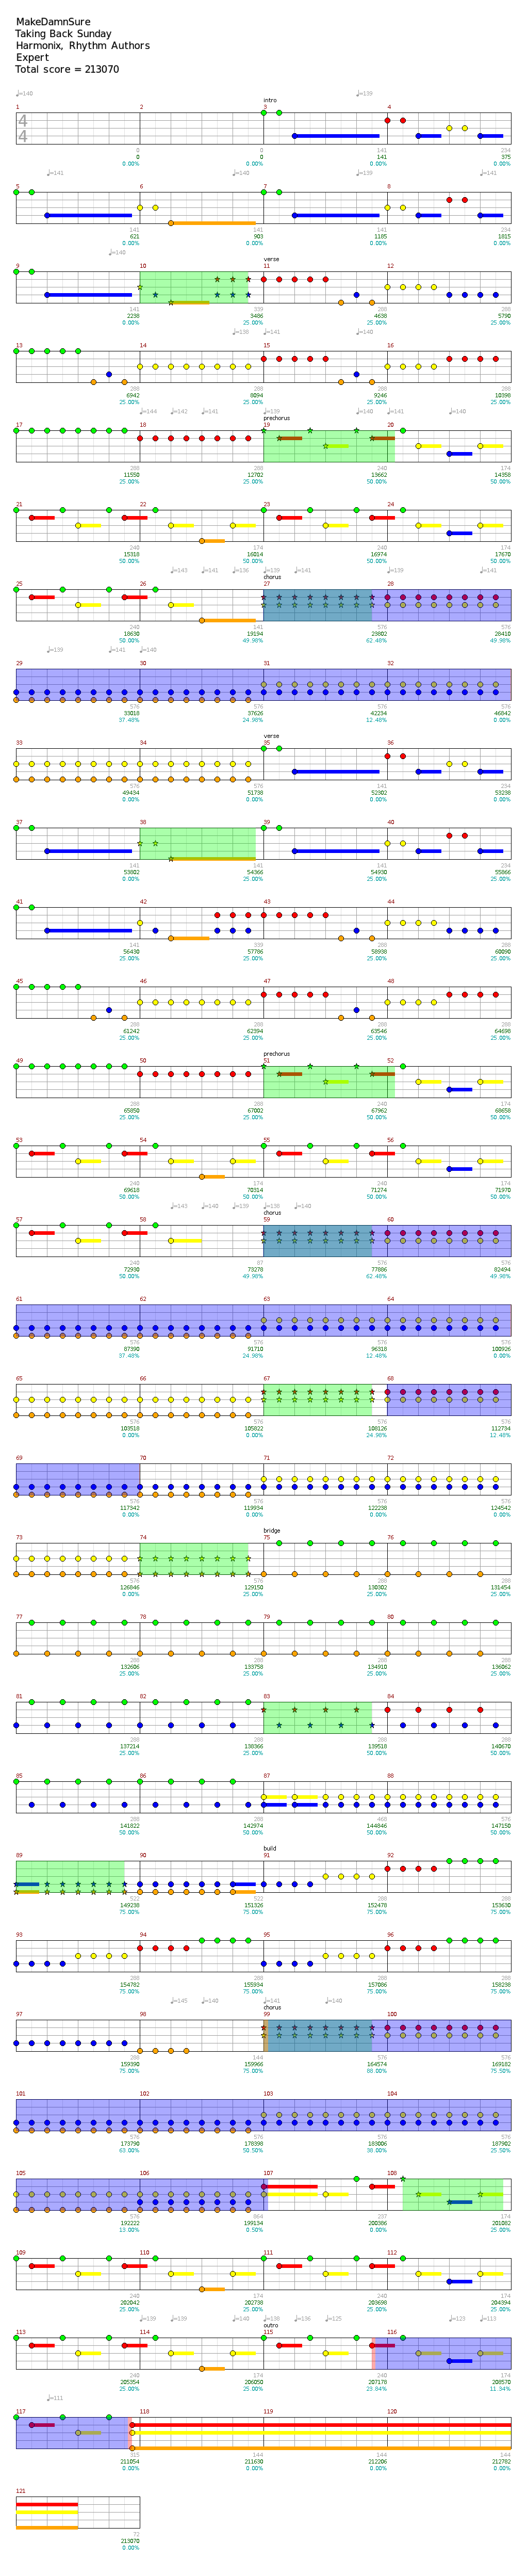 MakeDamnSure
Taking Back Sunday
Harmonix, Rhythm Authors
Expert
Total score = 213070
♩=140 ♩=139
intro
1 2 3 4
4
4
0 0 141 234
0 0 141 375
0.00% 0.00% 0.00% 0.00%
♩=141 ♩=140 ♩=139 ♩=141
5 6 7 8
141 141 141 234
621 903 1185 1815
0.00% 0.00% 0.00% 0.00%
♩=140
verse
9 10 11 12
141 339 288 288
2238 3486 4638 5790
0.00% 25.00% 25.00% 25.00%
♩=138 ♩=141 ♩=140
13 14 15 16
288 288 288 288
6942 8094 9246 10398
25.00% 25.00% 25.00% 25.00%
♩=144 ♩=142 ♩=141 ♩=139 ♩=140 ♩=141 ♩=140
prechorus
17 18 19 20
288 288 240 174
11550 12702 13662 14358
25.00% 25.00% 50.00% 50.00%
21 22 23 24
240 174 240 174
15318 16014 16974 17670
50.00% 50.00% 50.00% 50.00%
♩=143 ♩=141 ♩=136 ♩=139 ♩=141 ♩=139 ♩=141
chorus
25 26 27 28
240 141 576 576
18630 19194 23802 28410
50.00% 49.98% 62.48% 49.98%
♩=139 ♩=141 ♩=140
29 30 31 32
576 576 576 576
33018 37626 42234 46842
37.48% 24.98% 12.48% 0.00%
verse
33 34 35 36
576 576 141 234
49434 51738 52302 53238
0.00% 0.00% 0.00% 0.00%
37 38 39 40
141 141 141 234
53802 54366 54930 55866
0.00% 25.00% 25.00% 25.00%
41 42 43 44
141 339 288 288
56430 57786 58938 60090
25.00% 25.00% 25.00% 25.00%
45 46 47 48
288 288 288 288
61242 62394 63546 64698
25.00% 25.00% 25.00% 25.00%
prechorus
49 50 51 52
288 288 240 174
65850 67002 67962 68658
25.00% 25.00% 50.00% 50.00%
53 54 55 56
240 174 240 174
69618 70314 71274 71970
50.00% 50.00% 50.00% 50.00%
♩=143 ♩=140 ♩=139 ♩=138 ♩=140
chorus
57 58 59 60
240 87 576 576
72930 73278 77886 82494
50.00% 49.98% 62.48% 49.98%
61 62 63 64
576 576 576 576
87390 91710 96318 100926
37.48% 24.98% 12.48% 0.00%
65 66 67 68
576 576 576 576
103518 105822 108126 112734
0.00% 0.00% 24.98% 12.48%
69 70 71 72
576 576 576 576
117342 119934 122238 124542
0.00% 0.00% 0.00% 0.00%
bridge
73 74 75 76
576 576 288 288
126846 129150 130302 131454
0.00% 25.00% 25.00% 25.00%
77 78 79 80
288 288 288 288
132606 133758 134910 136062
25.00% 25.00% 25.00% 25.00%
81 82 83 84
288 288 288 288
137214 138366 139518 140670
25.00% 25.00% 50.00% 50.00%
85 86 87 88
288 288 468 576
141822 142974 144846 147150
50.00% 50.00% 50.00% 50.00%
build
89 90 91 92
522 522 288 288
149238 151326 152478 153630
75.00% 75.00% 75.00% 75.00%
93 94 95 96
288 288 288 288
154782 155934 157086 158238
75.00% 75.00% 75.00% 75.00%
♩=145 ♩=140 ♩=141 ♩=140
chorus
97 98 99 100
288 144 576 576
159390 159966 164574 169182
75.00% 75.00% 88.00% 75.50%
101 102 103 104
576 576 576 576
173790 178398 183006 187902
63.00% 50.50% 38.00% 25.50%
105 106 107 108
576 864 237 174
192222 199134 200386 201082
13.00% 0.50% 0.00% 25.00%
109 110 111 112
240 174 240 174
202042 202738 203698 204394
25.00% 25.00% 25.00% 25.00%
♩=139 ♩=139 ♩=148 ♩=138 ♩=136 ♩=125 ♩=123 ♩=113
outro
113 114 115 116
240 174 240 174
205354 206050 207178 208570
25.00% 25.00% 23.84% 11.34%
♩=111
117 118 119 120
315 144 144 144
211054 211630 212206 212782
0.00% 0.00% 0.00% 0.00%
121
72
213070
0.00%